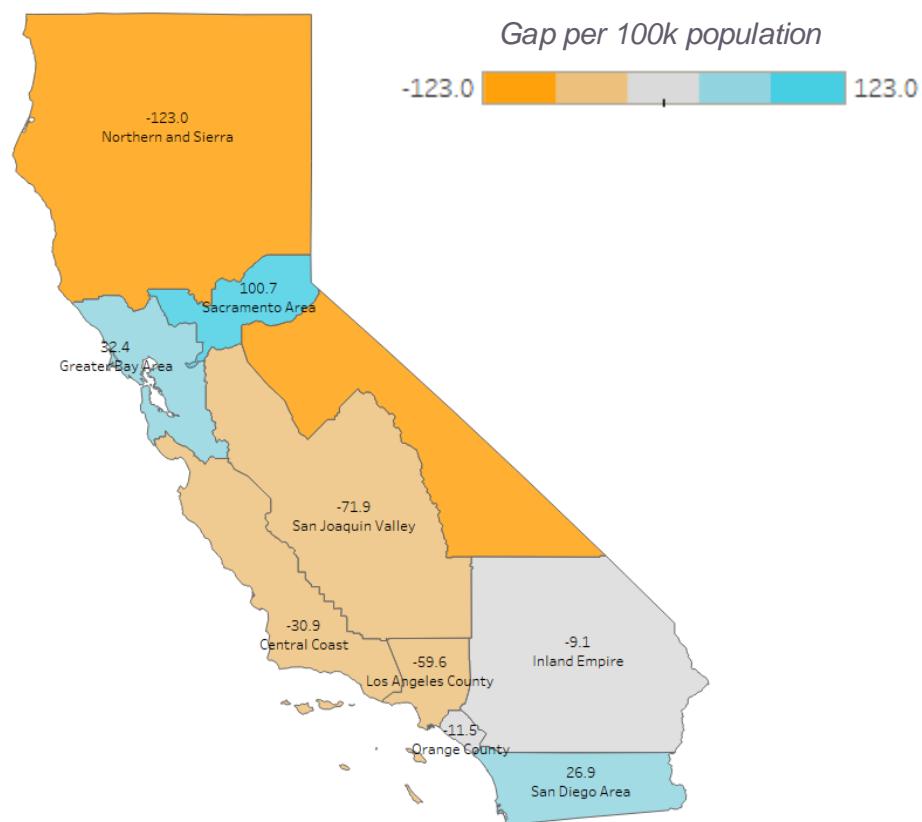 Gap per 100k population
-123.0 123.0
-123.0
Northern and Sierra
100.7
Sacramento Area
32.4
Greater Bay Area
-71.9
San Joaquin Valley
-30.9
Central Coast
-59.6
Los Angeles County
-9.1
Inland Empire
-11.5
Orange County
26.9
San Diego Area